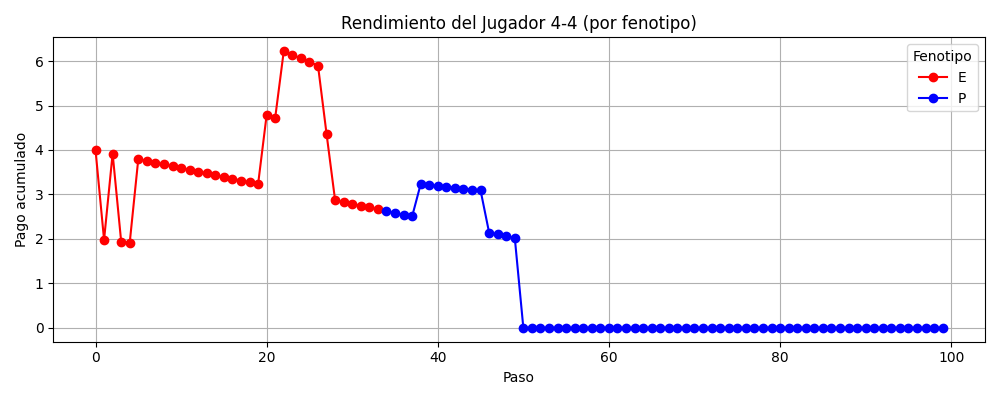 Rendimiento del Jugador 4-4 (por fenotipo)
Pago acumulado
6
5
4
3
2
1
0
Fenotipo
E
P
0 20 40 60 80 100
Paso